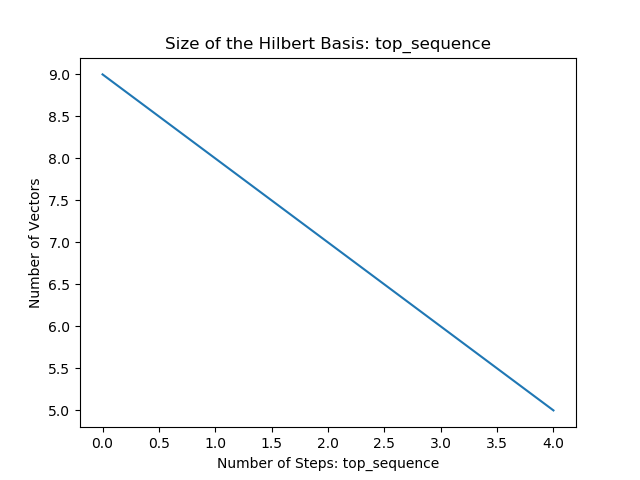 Size of the Hilbert Basis: top_sequence
Number of Vectors
9.0
8.5
8.0
7.5
7.0
6.5
6.0
5.5
5.0
0.0 0.5 1.0 1.5 2.0 2.5 3.0 3.5 4.0
Number of Steps: top_sequence